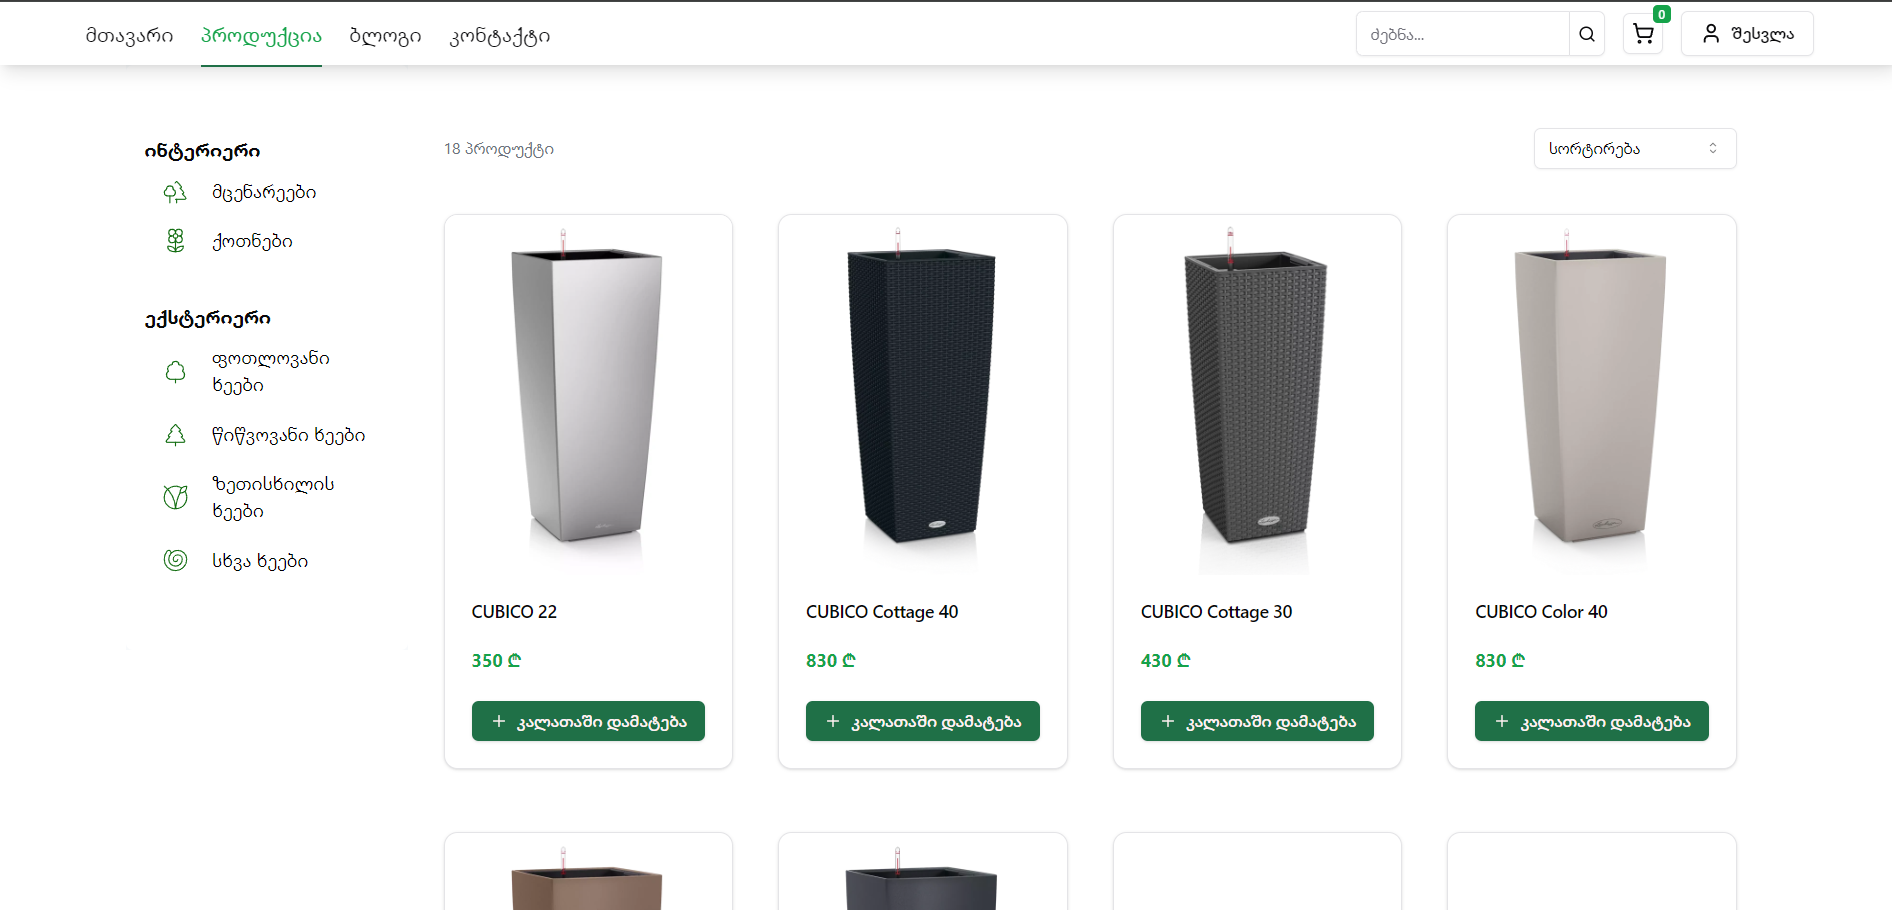 მთავარი პროდუქცია ბლოგი კონტაქტი ძებნა... 0 შესვლა
18 პროდუქტი სორტირება
ინტერიერი
მცენარეები
ქოთნები
ექსტერიერი
ფოთლოვანი
ხეები
წიწვოვანი ხეები
ზეთისხილის
ხეები
სხვა ხეები
CUBICO 22
350 ₾
+ კალათაში დამატება
CUBICO Cottage 40
830 ₾
+ კალათაში დამატება
CUBICO Cottage 30
430 ₾
+ კალათაში დამატება
CUBICO Color 40
830 ₾
+ კალათაში დამატება